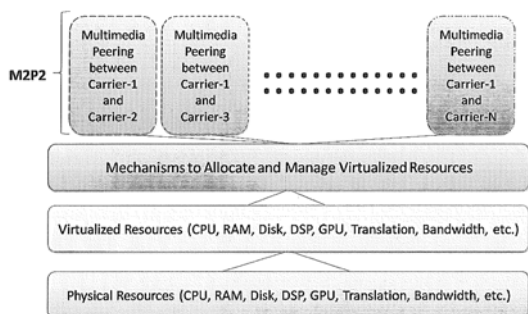 M2P2
Multimedia
Peering
between
Carrier-1
and
Carrier-2
Multimedia
Peering
between
Carrier-1
and
Carrier-3
Multimedia
Peering
between
Carrier-1
and
Carrier-N
Mechanisms to Allocate and Manage Virtualized Resources
Virtualized Resources (CPU, RAM, Disk, DSP, GPU, Translation, Bandwidth, etc.)
Physical Resources (CPU, RAM, Disk, DSP, GPU, Translation, Bandwidth, etc.)